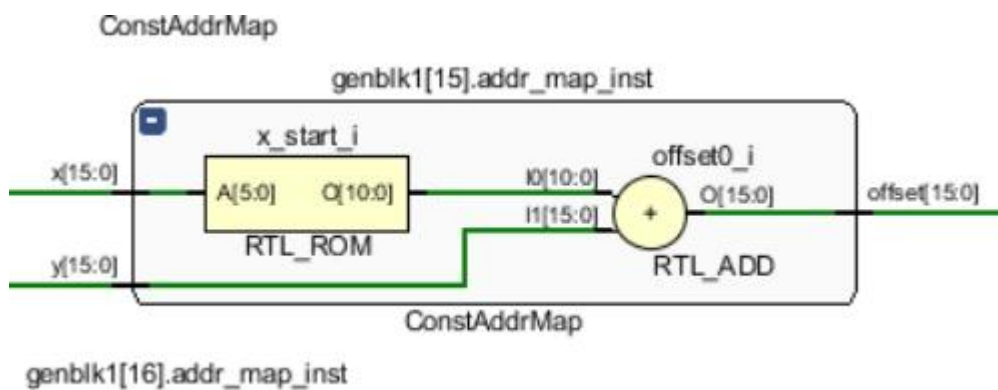 ConstAddrMap
genblk1[15].addr_map_inst
x_start_i
offset0_i
x[15:0]
A[5:0]
O[10:0]
I0[10:0]
I1[15:0]
+
O[15:0]
offset[15:0]
RTL_ROM
y[15:0]
RTL_ADD
ConstAddrMap
genblk1[16].addr_map_inst